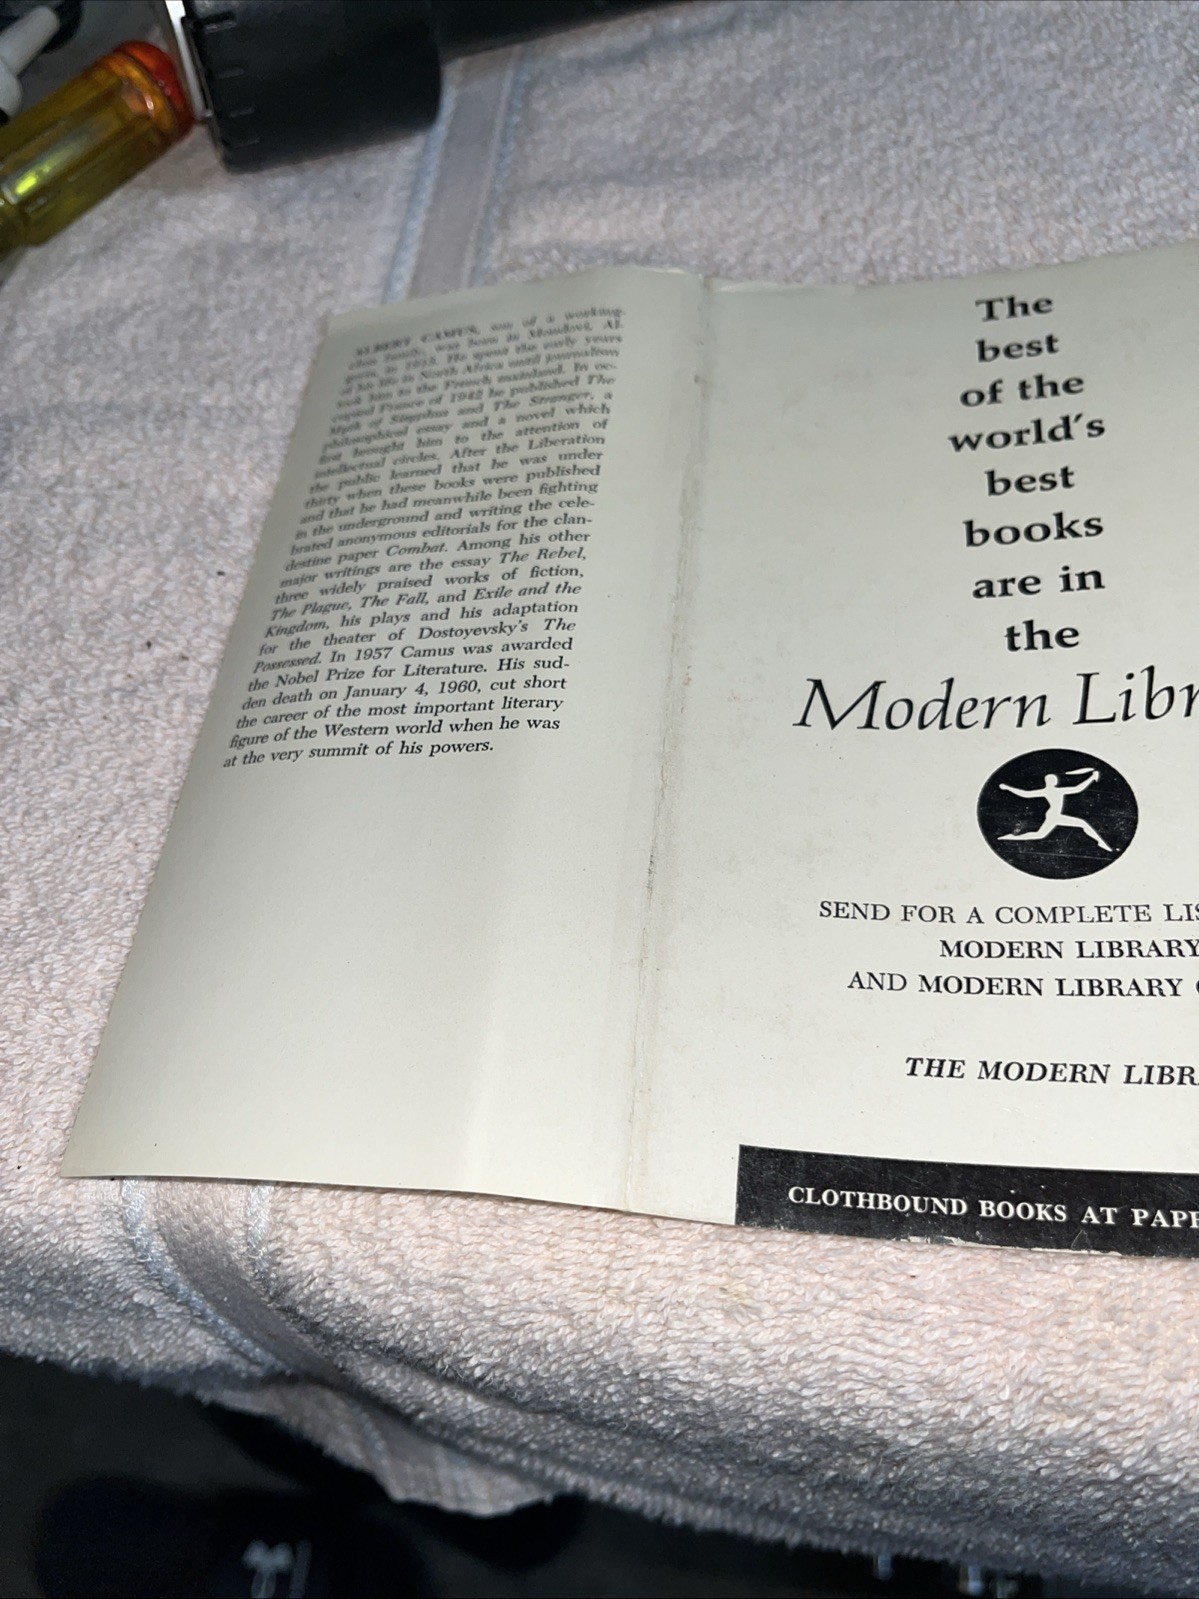 ALBERT CAMUS, son of a working-
class family, was born in Mondovi, Al-
geria, in 1913. He spent the early years
of his life in North Africa until journalism
took him to the French mainland. In oc-
cupied France of 1942 he published The
Myth of Sisyphus and The Stranger, a
philosophical essay and a novel which
first brought him to the attention of
intellectual circles. After the Liberation
the public learned that he was under
thirty when these books were published
and that he had meanwhile been fighting
in the underground and writing the cele-
brated anonymous editorials for the clan-
destine paper Combat. Among his other
major writings are the essay The Rebel,
three widely praised works of fiction,
The Plague, The Fall, and Exile and the
Kingdom, his plays and his adaptation
for the theater of Dostoyevsky's The
Possessed. In 1957 Camus was awarded
the Nobel Prize for Literature. His sud-
den death on January 4, 1960, cut short
the career of the most important literary
figure of the Western world when he was
at the very summit of his powers.
The
best
of the
world's
best
books
are in
the
Modern Libr
SEND FOR A COMPLETE LIS
MODERN LIBRARY
AND MODERN LIBRARY
THE MODERN LIBR
CLOTHBOUND BOOKS AT PAPE